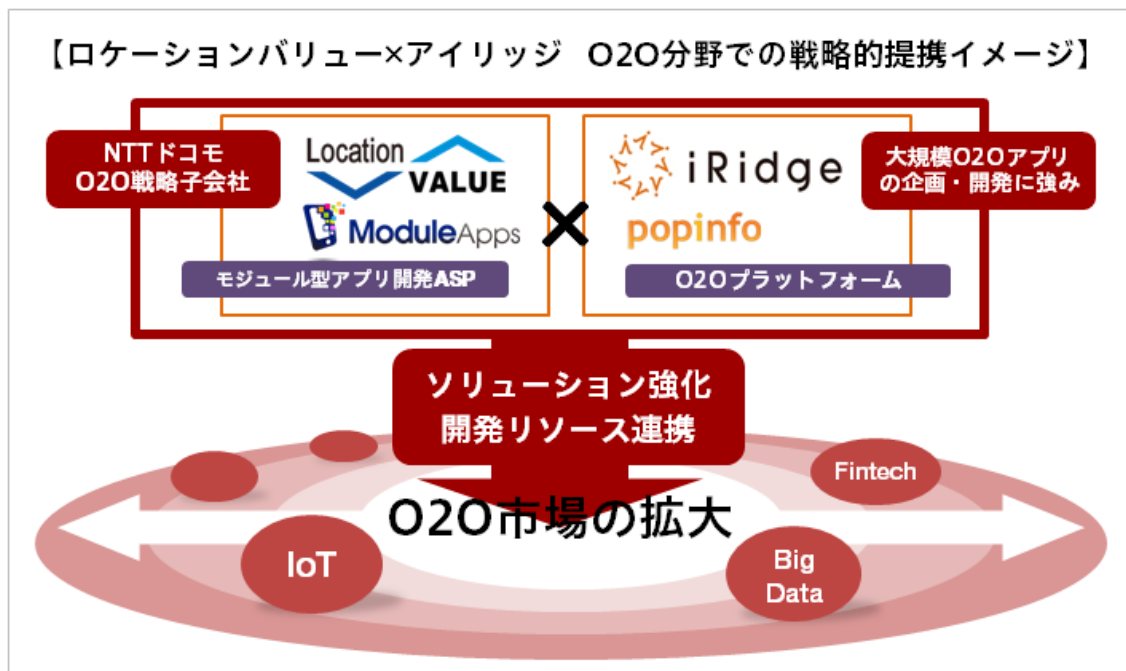 【ロケーションバリュー×アイリッジ O2O分野での戦略的提携イメージ】
NTTドコモ
O2O戦略子会社
Location
VALUE
ModuleApps
モジュール型アプリ開発ASP
×
iRidge
popinfo
O2Oプラットフォーム
大規模O2Oアプリ
の企画・開発に強み
ソリューション強化
開発リソース連携
Fintech
O2O市場の拡大
IoT
Big
Data